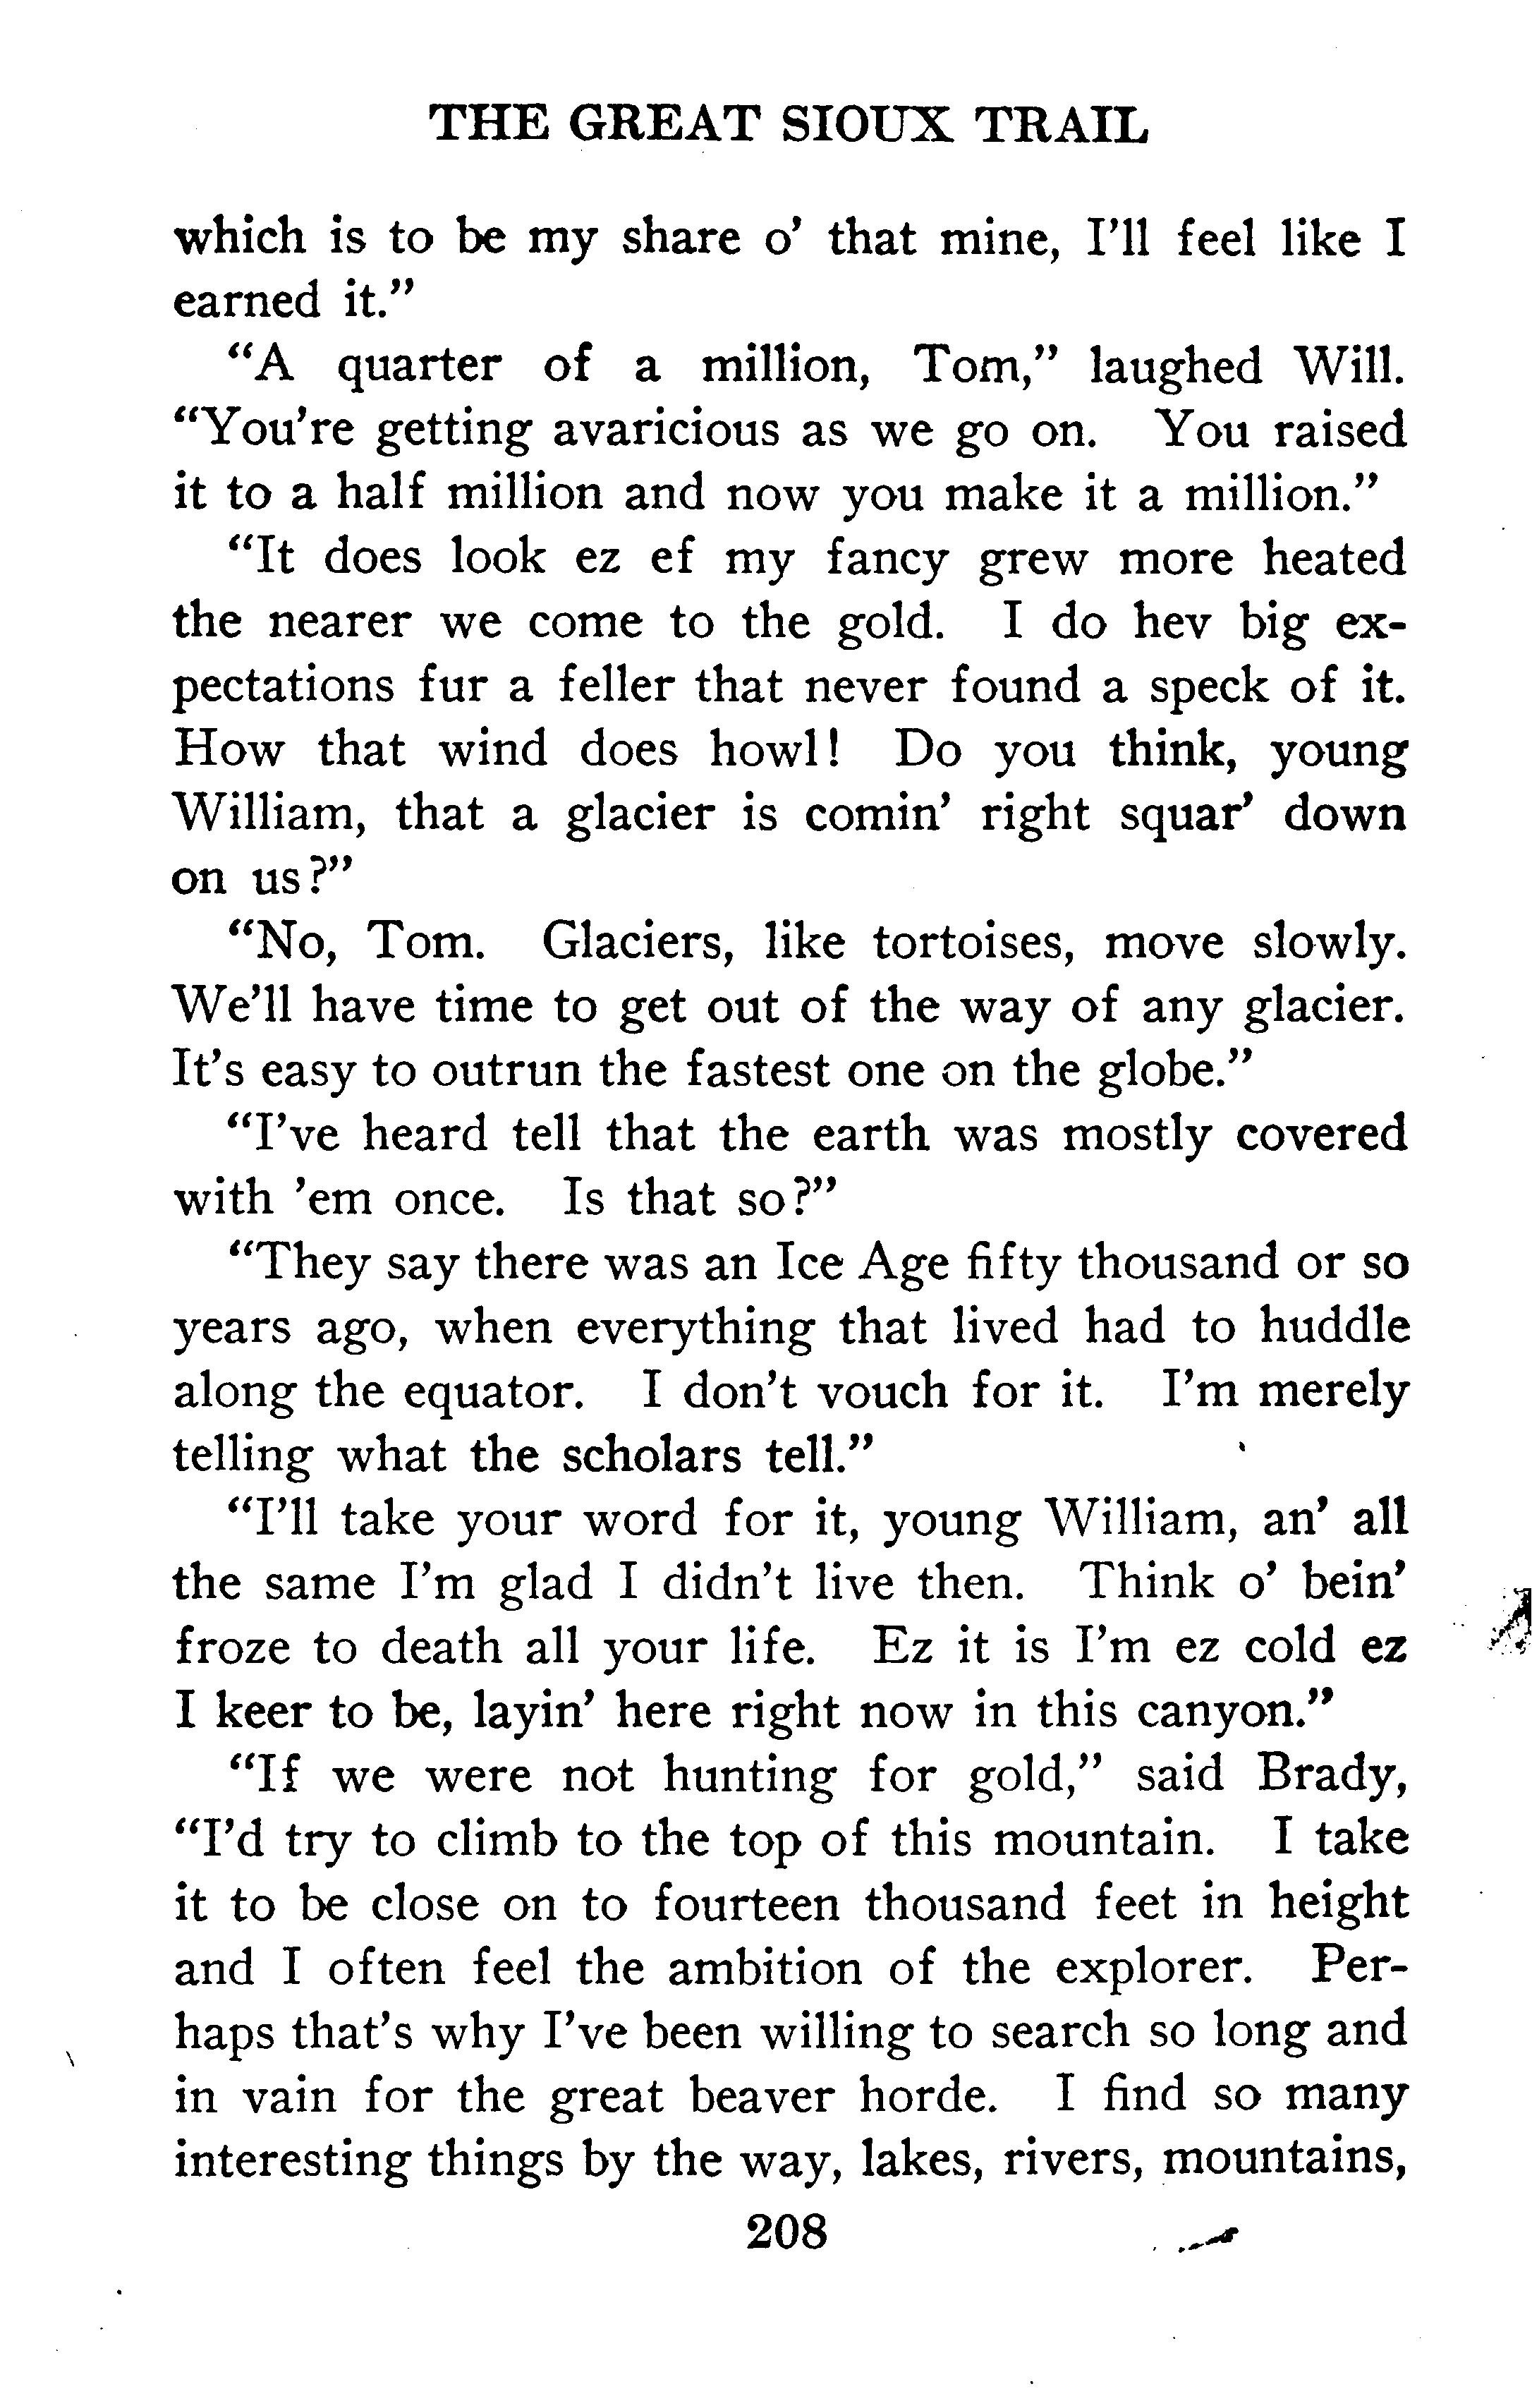 THE GREAT SIOUX TRAIL
which is to be my share o' that mine, I'll feel like I
earned it."
"A quarter of a million, Tom," laughed Will.
"You're getting avaricious as we go on. You raised
it to a half million and now you make it a million."
"It does look ez ef my fancy grew more heated
the nearer we come to the gold. I do hev big ex-
pectations fur a feller that never found a speck of it.
How that wind does howl! Do you think, young
William, that a glacier is comin' right squar' down
on us?"
"No, Tom. Glaciers, like tortoises, move slowly.
We'll have time to get out of the way of any glacier.
It's easy to outrun the fastest one on the globe."
"I've heard tell that the earth was mostly covered
with 'em once. Is that so?"
"They say there was an Ice Age fifty thousand or so
years ago, when everything that lived had to huddle
along the equator. I don't vouch for it. I'm merely
telling what the scholars tell."
"I'll take your word for it, young William, an' all
the same I'm glad I didn't live then. Think o' bein'
froze to death all your life. Ez it is I'm ez cold ez
I keer to be, layin' here right now in this canyon."
"If we were not hunting for gold," said Brady,
"I'd try to climb to the top of this mountain. I take
it to be close on to fourteen thousand feet in height
and I often feel the ambition of the explorer. Per-
haps that's why I've been willing to search so long and
in vain for the great beaver horde. I find so many
interesting things by the way, lakes, rivers, mountains,
208